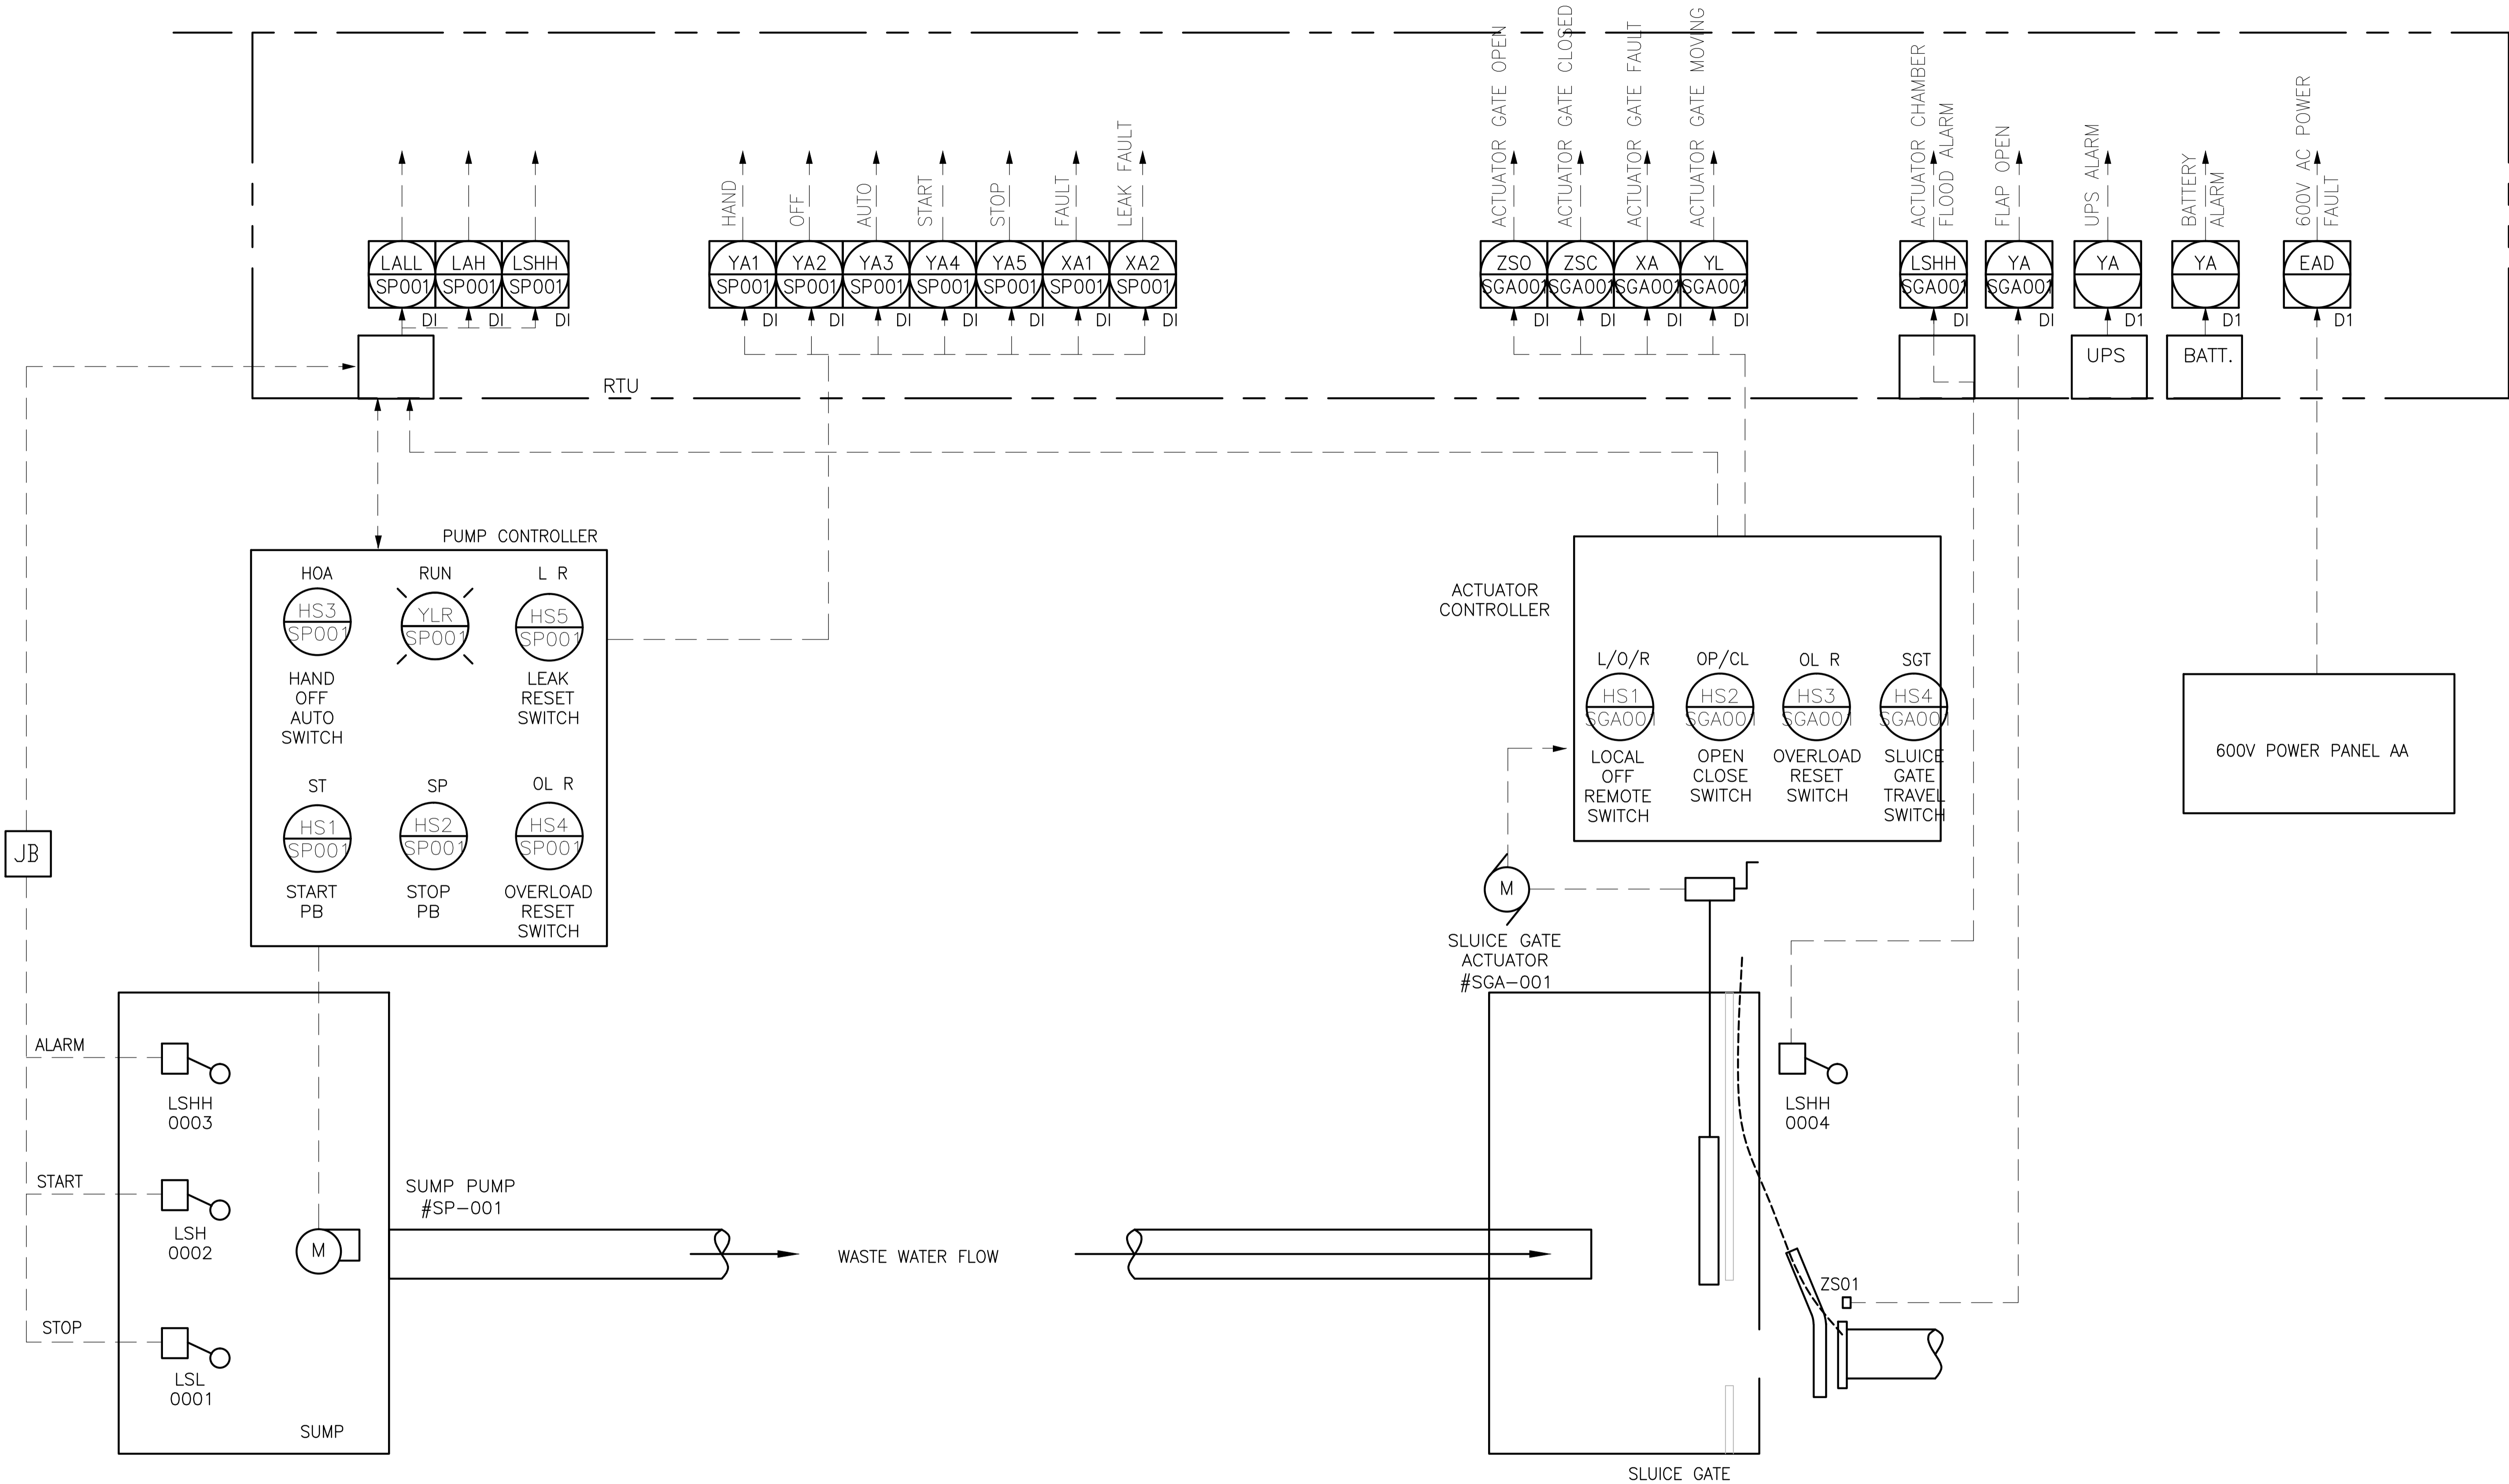 ACTUATOR GATE OPEN
ACTUATOR GATE CLOSED
ACTUATOR GATE FAULT
ACTUATOR GATE MOVING
ACTUATOR CHAMBER
FLOOD ALARM
FLAP OPEN
UPS ALARM
BATTERY
ALARM
600V AC POWER
FAULT
HAND
OFF
AUTO
START
STOP
FAULT
LEAK FAULT
LALL
SP001
LAH
SP001
LSHH
SP001
YA1
SP001
YA2
SP001
YA3
SP001
YA4
SP001
YA5
SP001
XA1
SP001
XA2
SP001
ZSO
SGA001
ZSC
SGA001
XA
SGA001
YL
SGA001
LSHH
SGA001
YA
SGA001
YA
YA
EAD
DI DI DI
DI DI DI DI DI DI DI
DI DI DI DI
DI DI D1 D1 D1
UPS
BATT.
RTU
PUMP CONTROLLER
HOA
HS3
SP001
HAND
OFF
AUTO
SWITCH
RUN
YLR
SP001
L R
HS5
SP001
LEAK
RESET
SWITCH
ST
HS1
SP001
START
PB
SP
HS2
SP001
STOP
PB
OL R
HS4
SP001
OVERLOAD
RESET
SWITCH
ACTUATOR
CONTROLLER
L/O/R
HS1
SGA001
LOCAL
OFF
REMOTE
SWITCH
OP/CL
HS2
SGA001
OPEN
CLOSE
SWITCH
OL R
HS3
SGA001
OVERLOAD
RESET
SWITCH
SGT
HS4
SGA001
SLUICE
GATE
TRAVEL
SWITCH
600V POWER PANEL AA
JB
M
SLUICE GATE
ACTUATOR
#SGA-001
ALARM
LSHH
0003
START
LSH
0002
STOP
LSL
0001
M
SUMP
SUMP PUMP
#SP-001
WASTE WATER FLOW
LSHH
0004
ZS01
SLUICE GATE